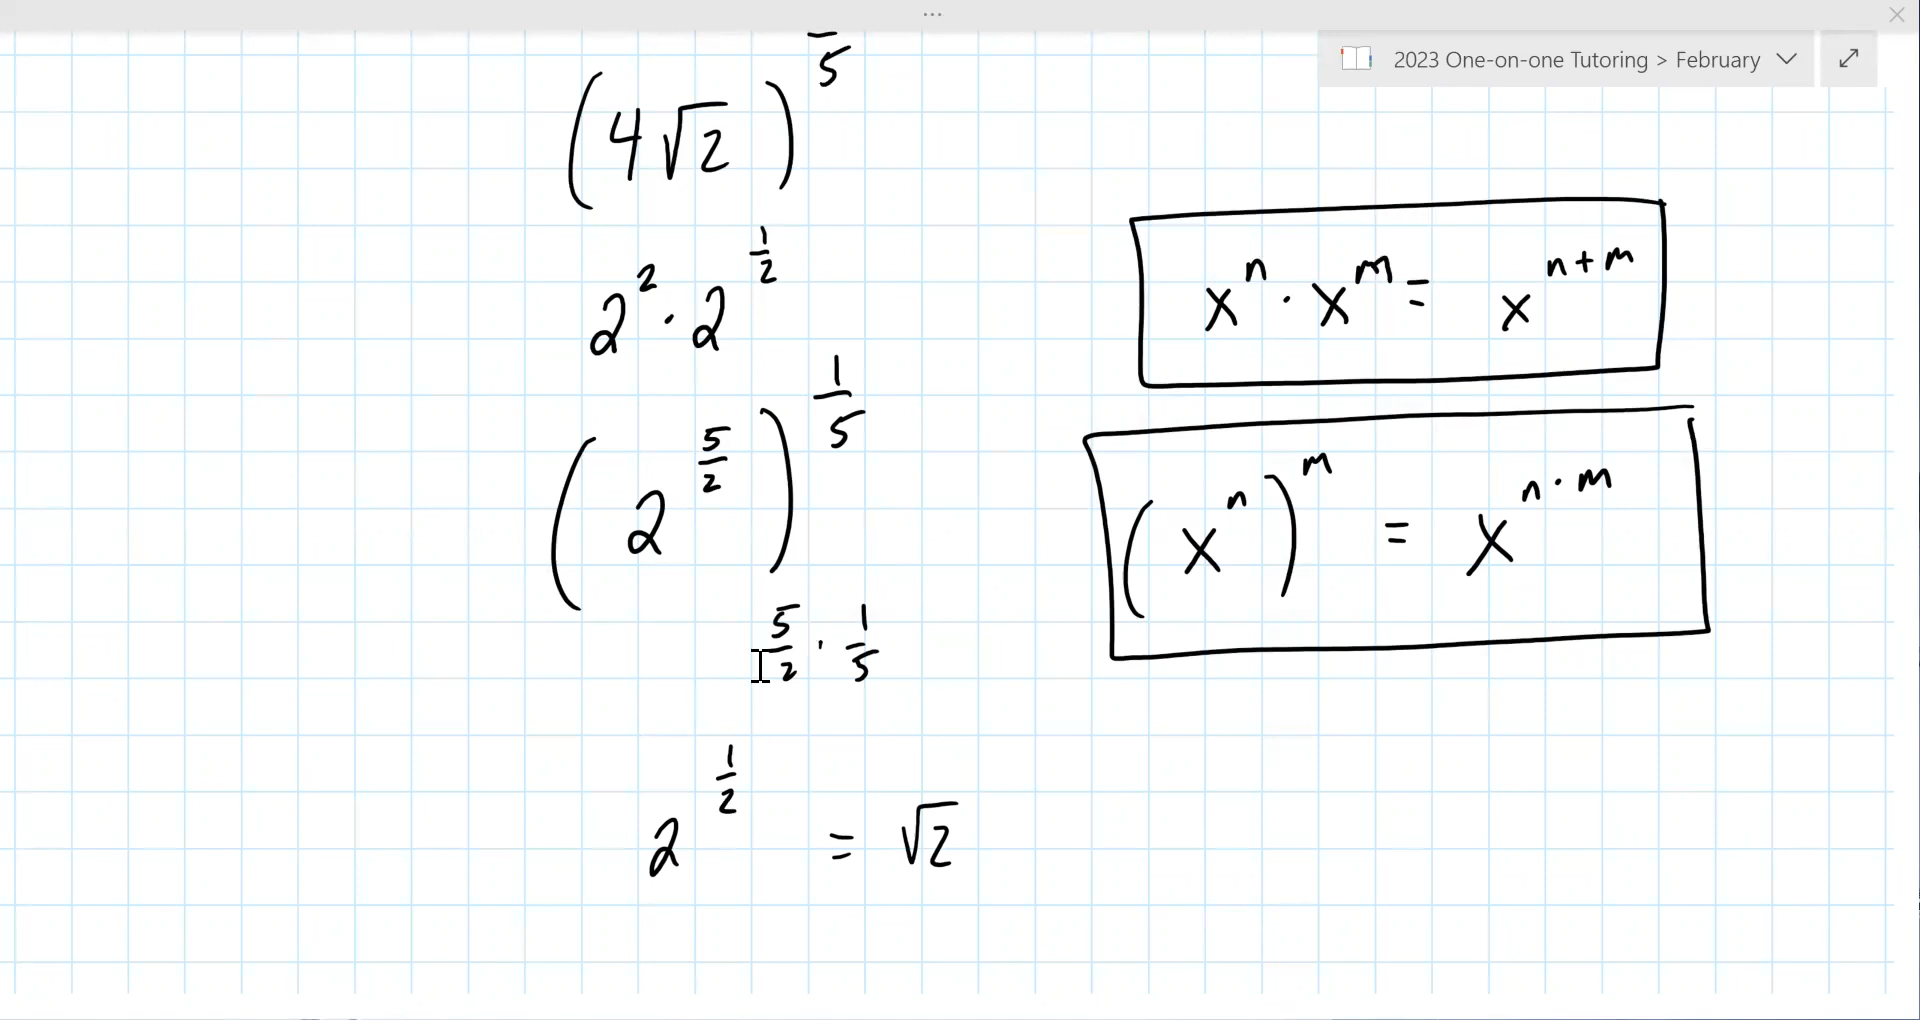 ...
2023 One-on-one Tutoring > February
(4√2)^(‾/5)
2² · 2^(1/2)
(2^(5/2))^(1/5)
5/2 · 1/5
2^(1/2) = √2
xⁿ · xᵐ = xⁿ⁺ᵐ
(xⁿ)ᵐ = x^(n·m)